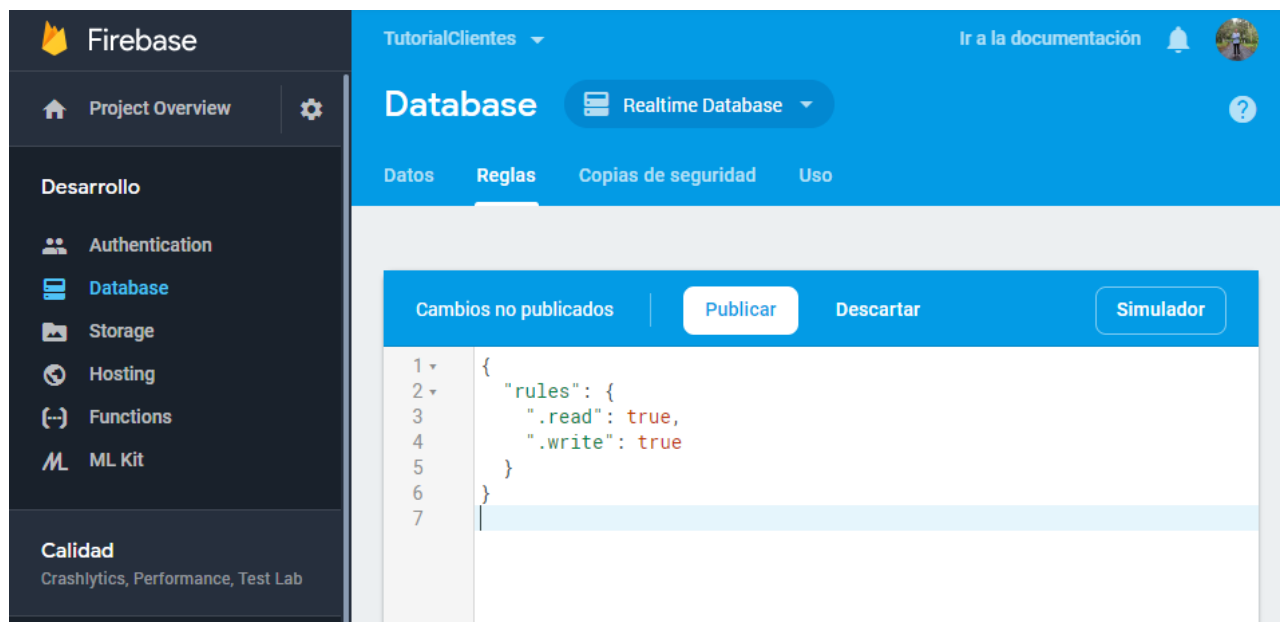 Firebase
Project Overview
Desarrollo
Authentication
Database
Storage
Hosting
Functions
ML Kit
Calidad
Crashlytics, Performance, Test Lab
TutorialClientes
Ir a la documentación
Database
Realtime Database
?
Datos Reglas Copias de seguridad Uso
Cambios no publicados Publicar Descartar Simulador
1 {
2 "rules": {
3 ".read": true,
4 ".write": true
5 }
6 }
7